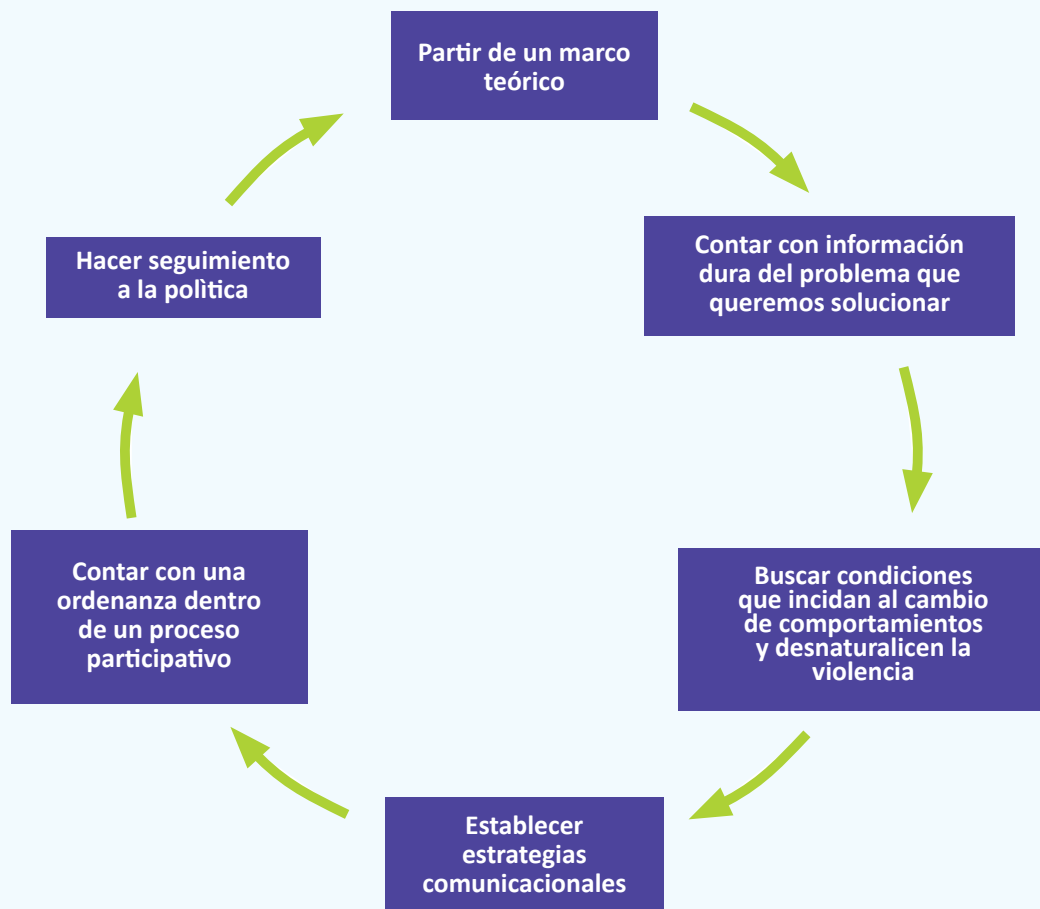 Partir de un marco
teórico
Contar con información
dura del problema que
queremos solucionar
Buscar condiciones
que incidan al cambio
de comportamientos
y desnaturalicen la
violencia
Establecer
estrategias
comunicacionales
Contar con una
ordenanza dentro
de un proceso
participativo
Hacer seguimiento
a la polìtica